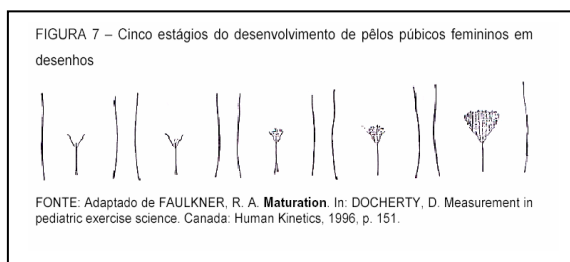 FIGURA 7 – Cinco estágios do desenvolvimento de pêlos púbicos femininos em
desenhos
FONTE: Adaptado de FAULKNER, R. A. Maturation. In: DOCHERTY, D. Measurement in
pediatric exercise science. Canada: Human Kinetics, 1996, p. 151.